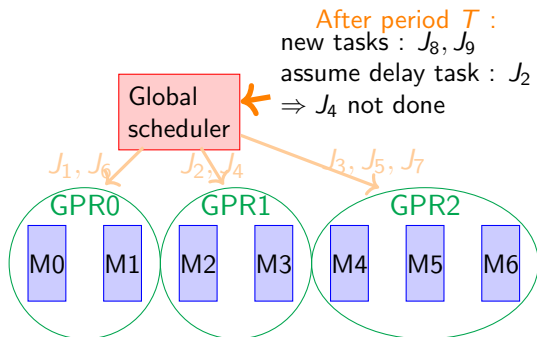 After period T :
new tasks : J₈, J₉
assume delay task : J₂
⇒ J₄ not done
Global
scheduler
J₁, J₆
J₂, J₄
J₃, J₅, J₇
GPR0
GPR1
GPR2
M0
M1
M2
M3
M4
M5
M6